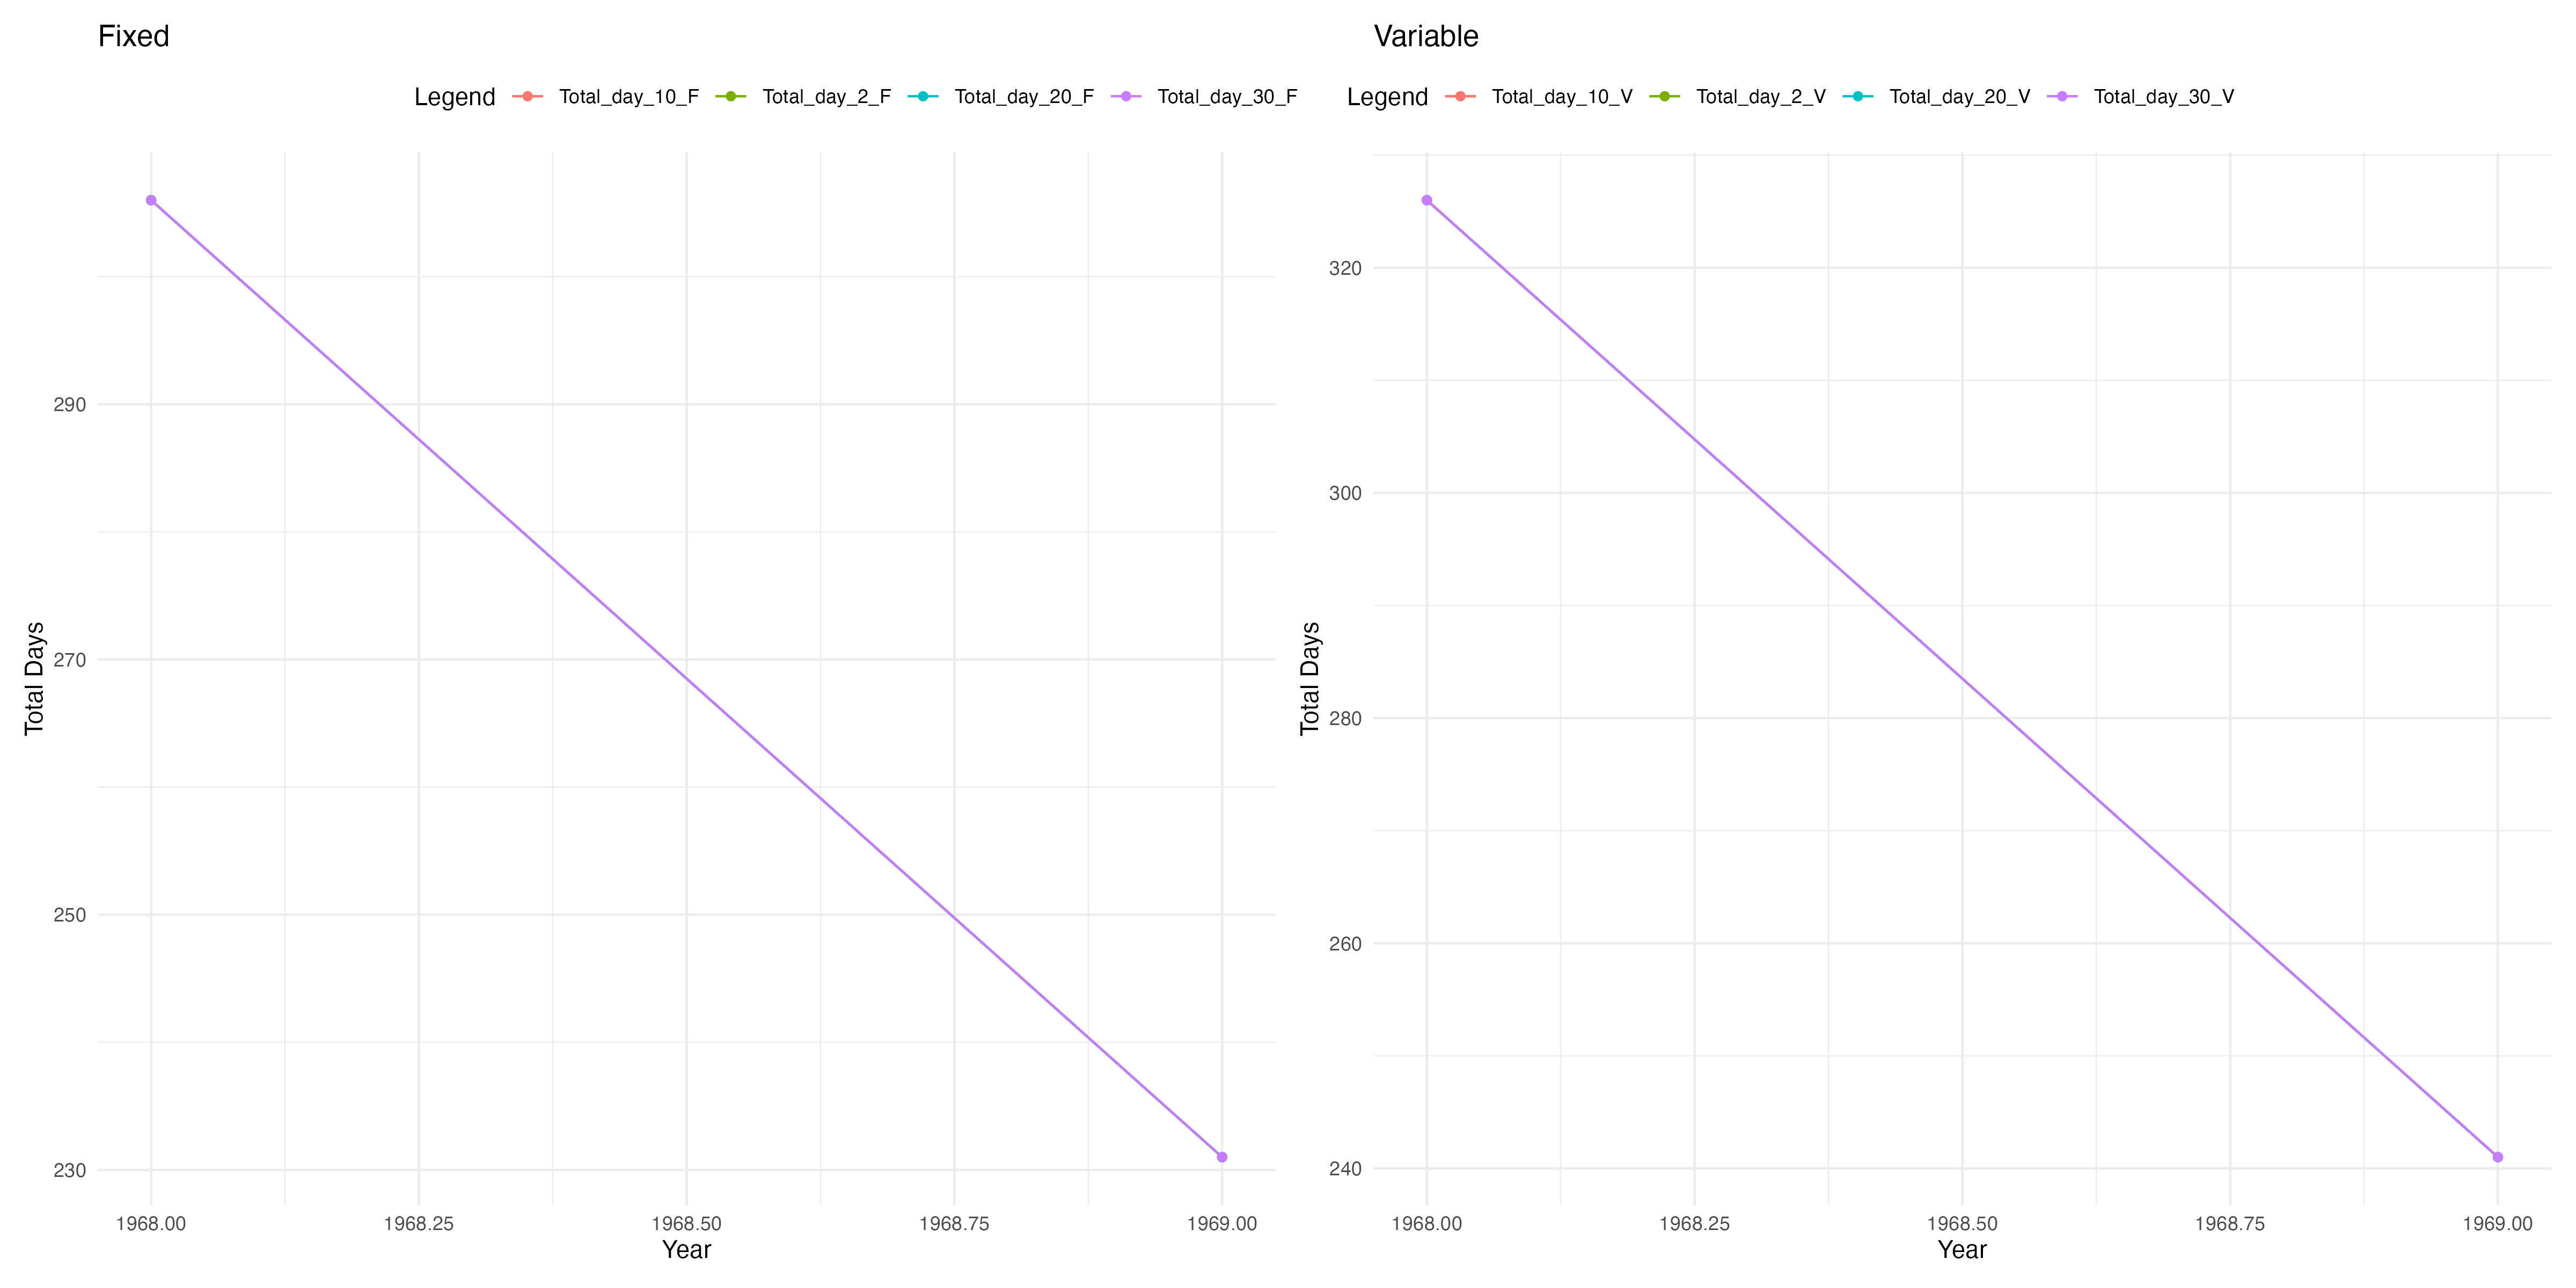 Fixed
Legend Total_day_10_F Total_day_2_F Total_day_20_F Total_day_30_F
290
270
250
230
Total Days
1968.00 1968.25 1968.50 1968.75 1969.00
Year
Variable
Legend Total_day_10_V Total_day_2_V Total_day_20_V Total_day_30_V
320
300
280
260
240
Total Days
1968.00 1968.25 1968.50 1968.75 1969.00
Year